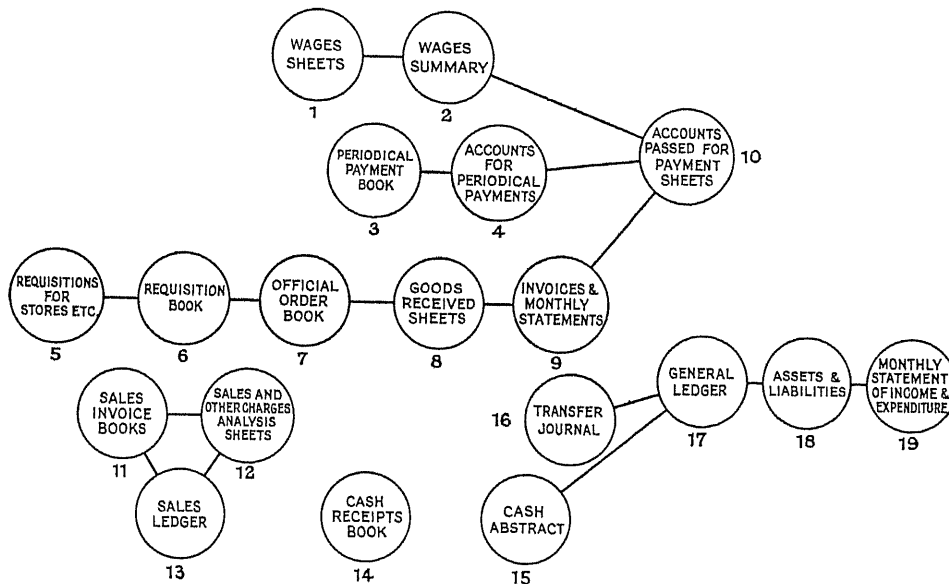 WAGES
SHEETS
1
WAGES
SUMMARY
2
PERIODICAL
PAYMENT
BOOK
3
ACCOUNTS
FOR
PERIODICAL
PAYMENTS
4
ACCOUNTS
PASSED FOR
PAYMENT
SHEETS
10
REQUISITIONS
FOR
STORES ETC.
5
REQUISITION
BOOK
6
OFFICIAL
ORDER
BOOK
7
GOODS
RECEIVED
SHEETS
8
INVOICES &
MONTHLY
STATEMENTS
9
SALES
INVOICE
BOOKS
11
SALES AND
OTHER CHARGES
ANALYSIS
SHEETS
12
SALES
LEDGER
13
CASH
RECEIPTS
BOOK
14
CASH
ABSTRACT
15
16
TRANSFER
JOURNAL
GENERAL
LEDGER
17
ASSETS &
LIABILITIES
18
MONTHLY
STATEMENT
OF INCOME &
EXPENDITURE
19